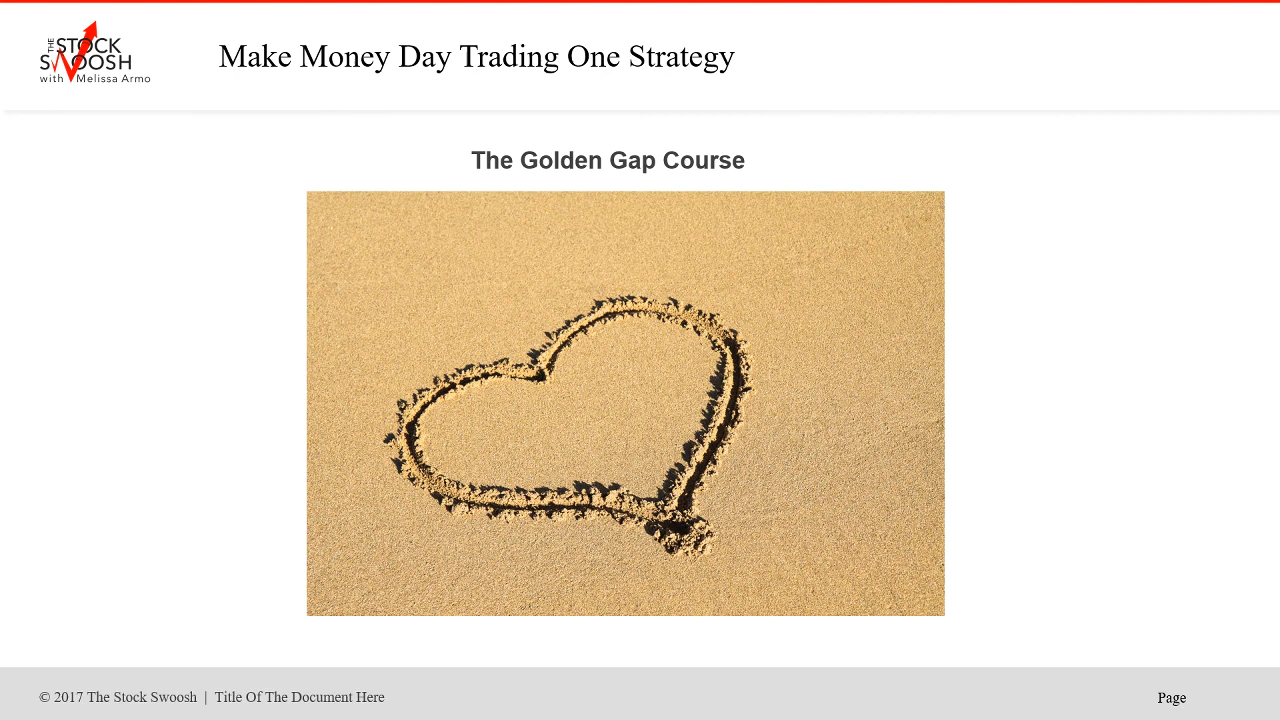 THE STOCK
SWOOSH
with Melissa Armo
Make Money Day Trading One Strategy
The Golden Gap Course
© 2017 The Stock Swoosh | Title Of The Document Here
Page